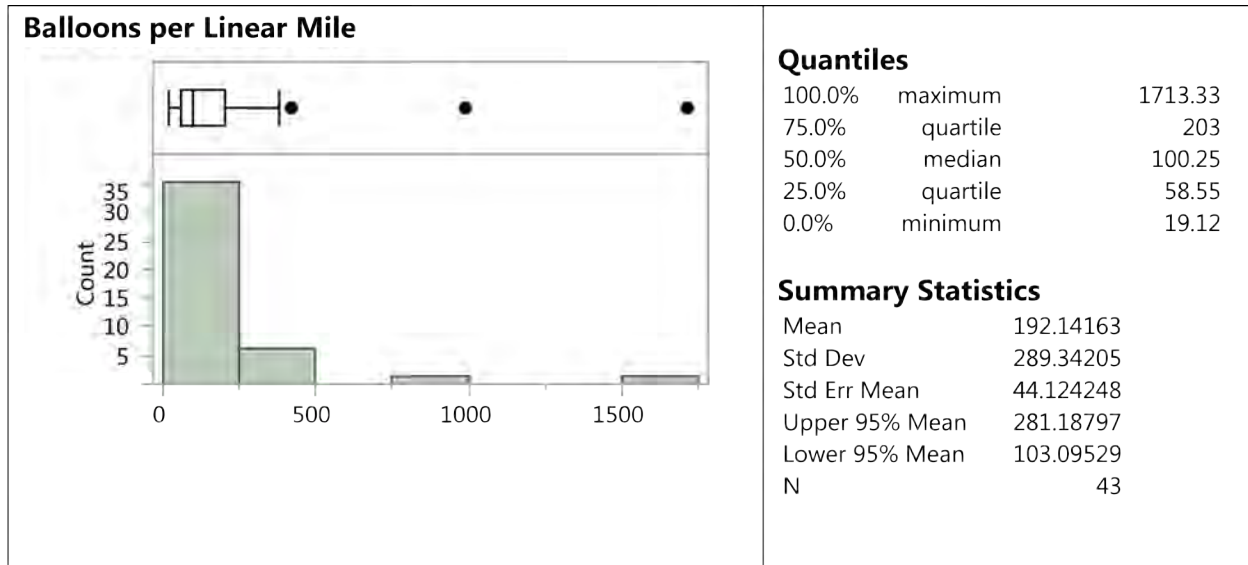 Balloons per Linear Mile
35
30
25
20
15
10
5
Count
0 500 1000 1500
Quantiles
100.0% maximum 1713.33
75.0% quartile 203
50.0% median 100.25
25.0% quartile 58.55
0.0% minimum 19.12
Summary Statistics
Mean 192.14163
Std Dev 289.34205
Std Err Mean 44.124248
Upper 95% Mean 281.18797
Lower 95% Mean 103.09529
N 43